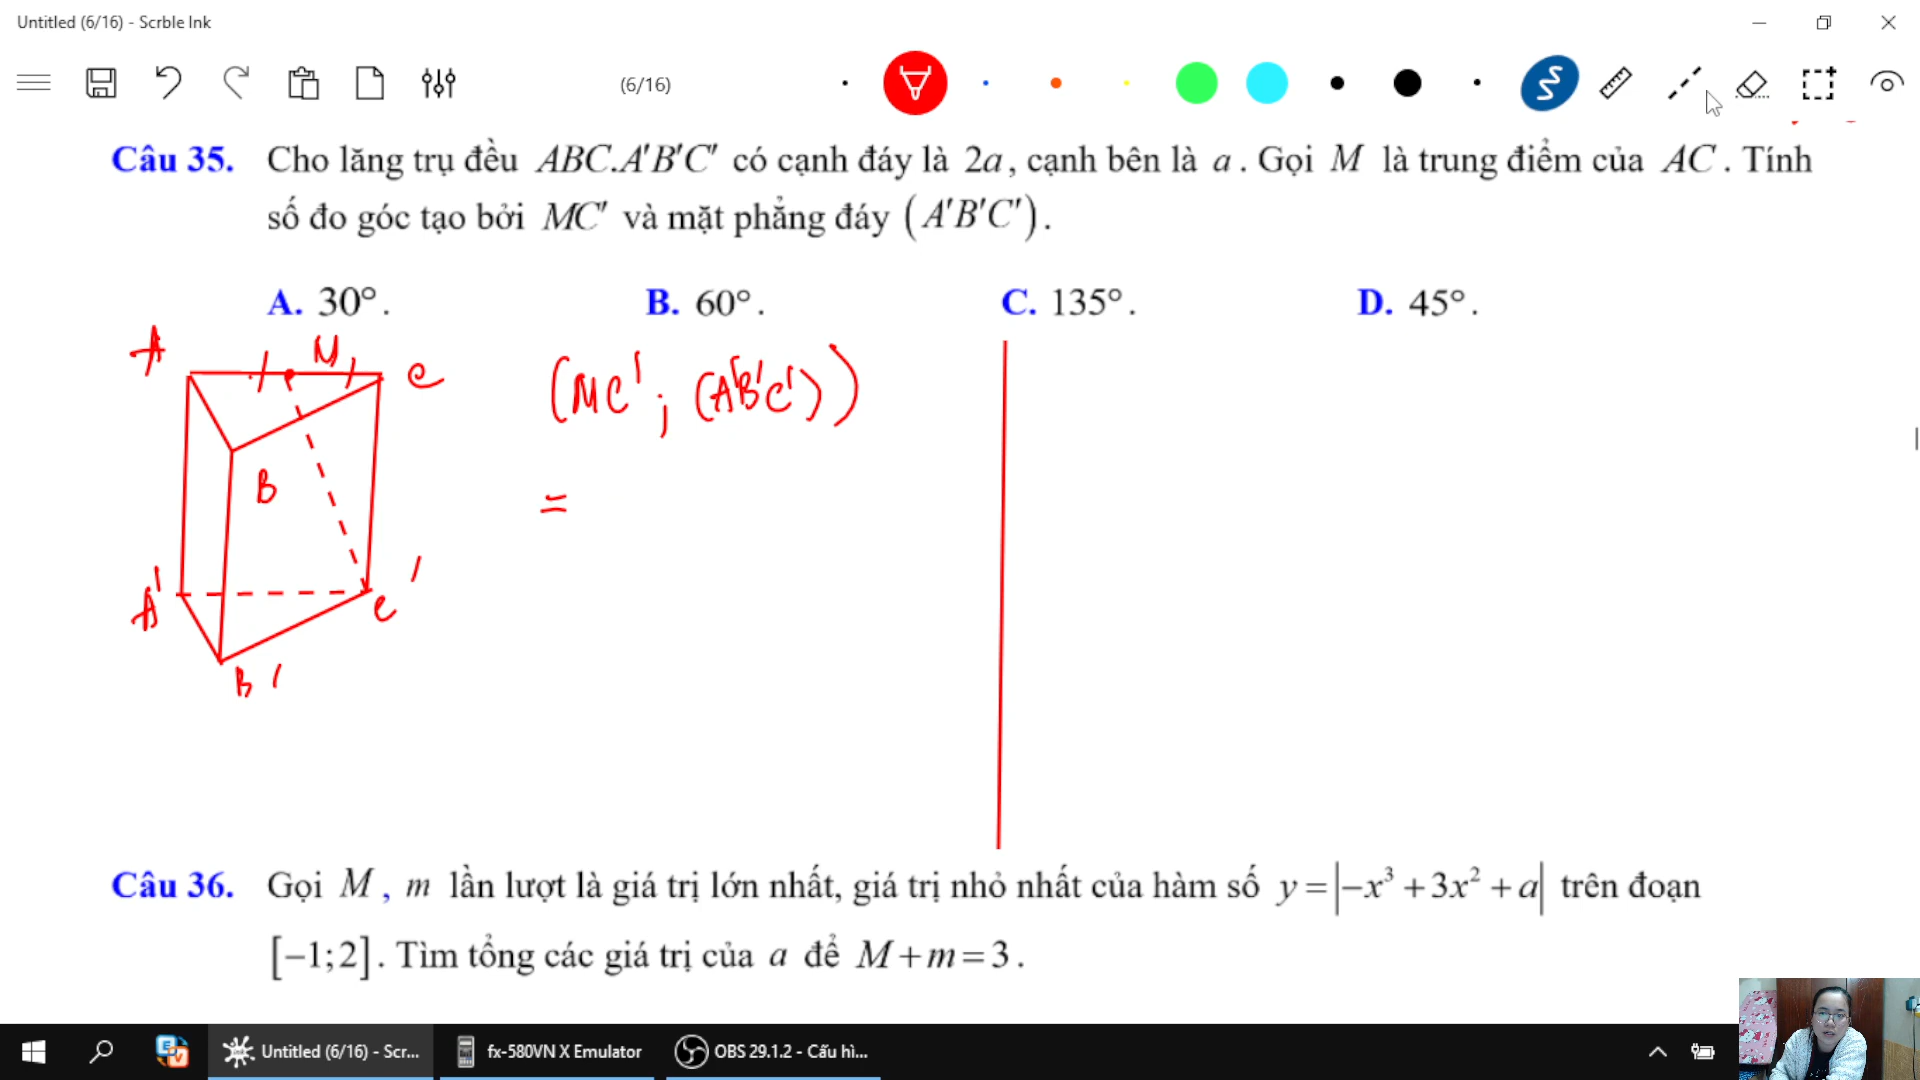 Untitled (6/16) - Scrble Ink
(6/16)
Câu 35. Cho lăng trụ đều ABC.A'B'C' có cạnh đáy là 2a, cạnh bên là a. Gọi M là trung điểm của AC. Tính
số đo góc tạo bởi MC' và mặt phẳng đáy (A'B'C').
A. 30°. B. 60°. C. 135°. D. 45°.
A M C
B
A' C'
B'
(MC'; (A'B'C'))
=
Câu 36. Gọi M, m lần lượt là giá trị lớn nhất, giá trị nhỏ nhất của hàm số y=|−x³+3x²+a| trên đoạn
[−1;2]. Tìm tổng các giá trị của a để M+m=3.
Untitled (6/16) - Scr... fx-580VN X Emulator OBS 29.1.2 - Cấu hì...